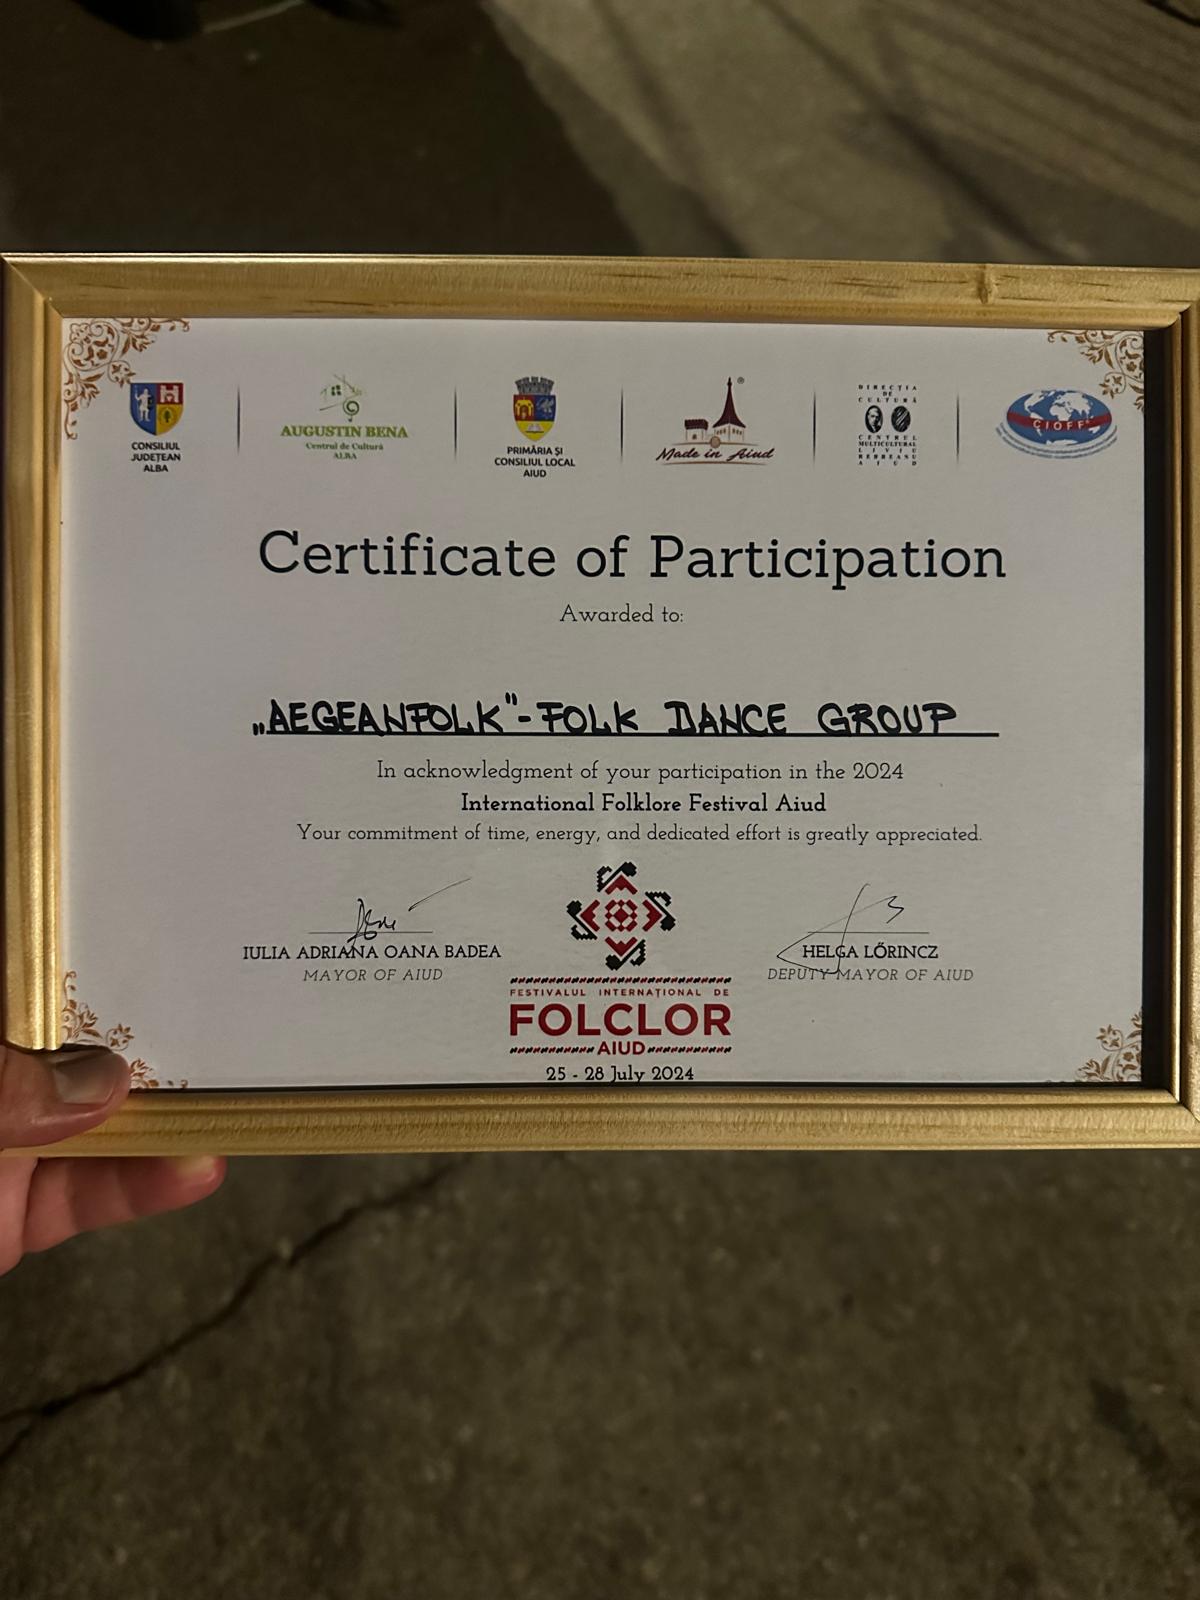 CONSILIUL
JUDEȚEAN
ALBA
AUGUSTIN BENA
Centrul de Cultură
ALBA
PRIMĂRIA ȘI
CONSILIUL LOCAL
AIUD
Made in Aiud
DIRECȚIA
DE
CULTURĂ
CENTRUL
MULTICULTURAL
LIVIU
REBREANU
AIUD
CIOFF
Certificate of Participation
Awarded to:
„AEGEANFOLK"-FOLK DANCE GROUP
In acknowledgment of your participation in the 2024
International Folklore Festival Aiud
Your commitment of time, energy, and dedicated effort is greatly appreciated.
IULIA ADRIANA OANA BADEA
MAYOR OF AIUD
HELGA LŐRINCZ
DEPUTY MAYOR OF AIUD
FESTIVALUL INTERNAȚIONAL DE
FOLCLOR
AIUD
25 - 28 July 2024